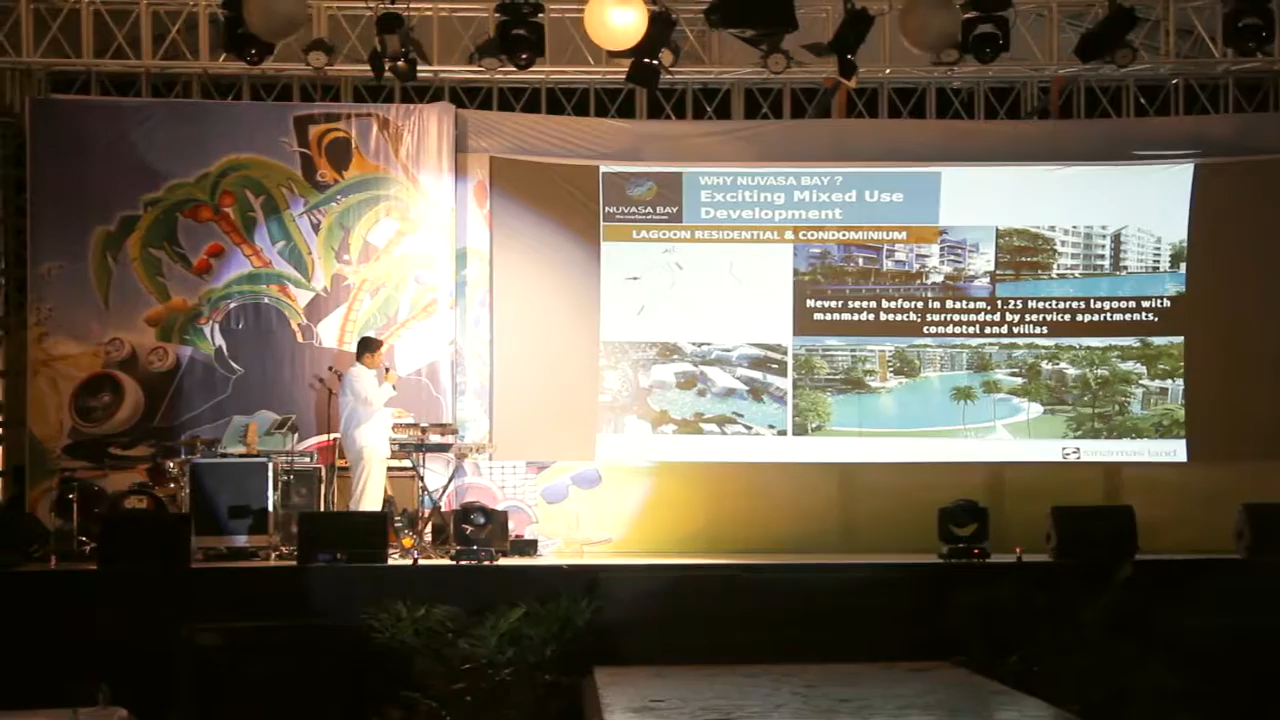 WHY NUVASA BAY ?
Exciting Mixed Use
Development
NUVASA BAY
LAGOON RESIDENTIAL & CONDOMINIUM
Never seen before in Batam, 1.25 Hectares lagoon with
manmade beach; surrounded by service apartments,
condotel and villas
sinarmas land